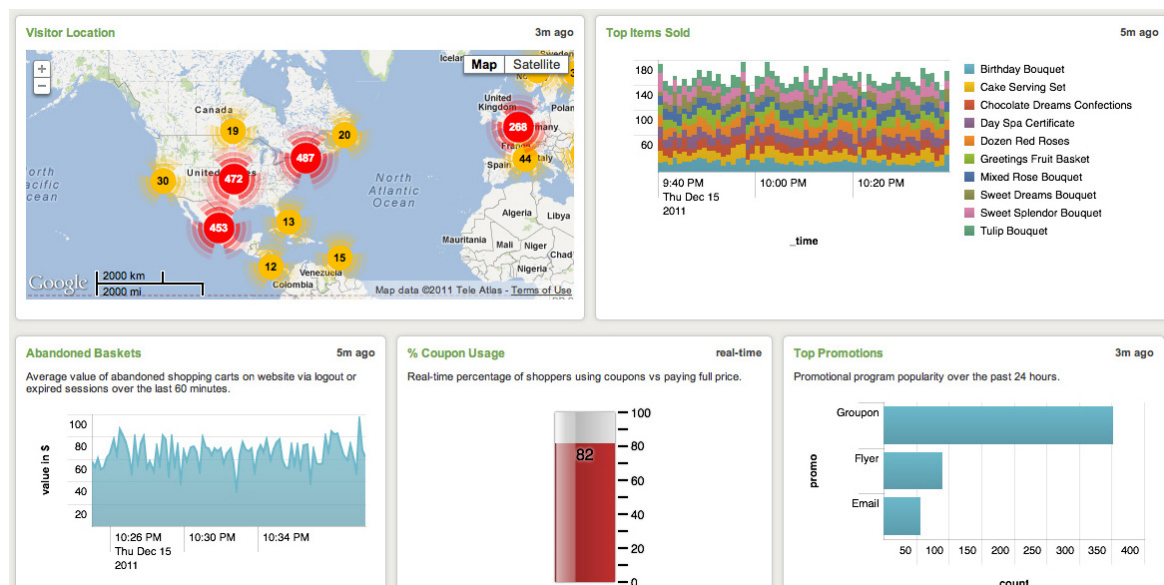 Visitor Location
3m ago
Map
Satellite
+
−
Canada
19
20
487
United
472
30
453
13
12
15
Venezuela
Colombia
North
Atlantic
Ocean
orth
acific
cean
United
Kingdom
268
many
Polan
France
44
taly
Spain
Algeria
Libya
Mauritania
Mali
Niger
Chad
Nigeria
Sweden
Google
2000 km
2000 mi
Map data ©2011 Tele Atlas - Terms of Use
Top Items Sold
5m ago
180
140
100
60
9:40 PM
Thu Dec 15
2011
10:00 PM
10:20 PM
_time
Birthday Bouquet
Cake Serving Set
Chocolate Dreams Confections
Day Spa Certificate
Dozen Red Roses
Greetings Fruit Basket
Mixed Rose Bouquet
Sweet Dreams Bouquet
Sweet Splendor Bouquet
Tulip Bouquet
Abandoned Baskets
5m ago
Average value of abandoned shopping carts on website via logout or
expired sessions over the last 60 minutes.
value in $
100
80
60
40
20
10:26 PM
Thu Dec 15
2011
10:30 PM
10:34 PM
% Coupon Usage
real-time
Real-time percentage of shoppers using coupons vs paying full price.
82
100
80
60
40
20
0
Top Promotions
3m ago
Promotional program popularity over the past 24 hours.
promo
Groupon
Flyer
Email
50 100 150 200 250 300 350 400
count